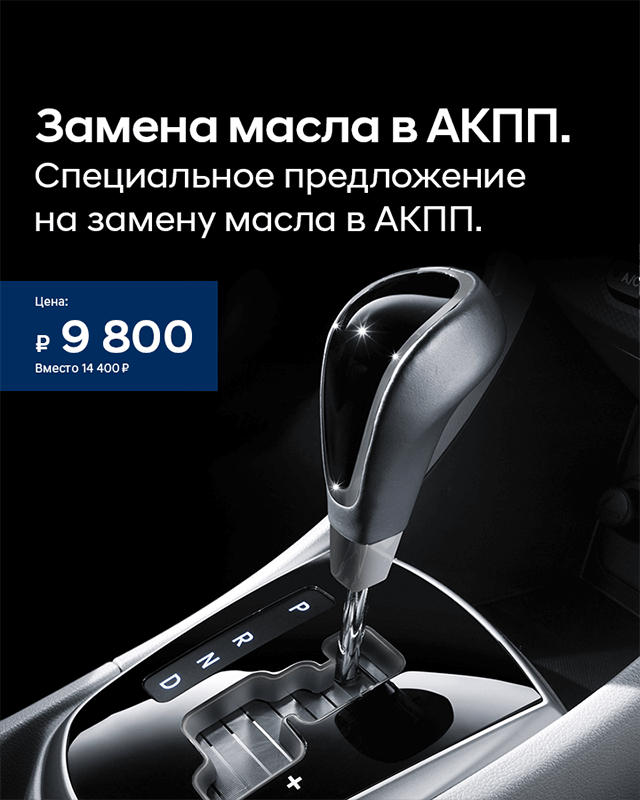 Замена масла в АКПП.
Специальное предложение
на замену масла в АКПП.
Цена:
₽ 9 800
Вместо 14 400 ₽
A/C
P
R
N
D
+